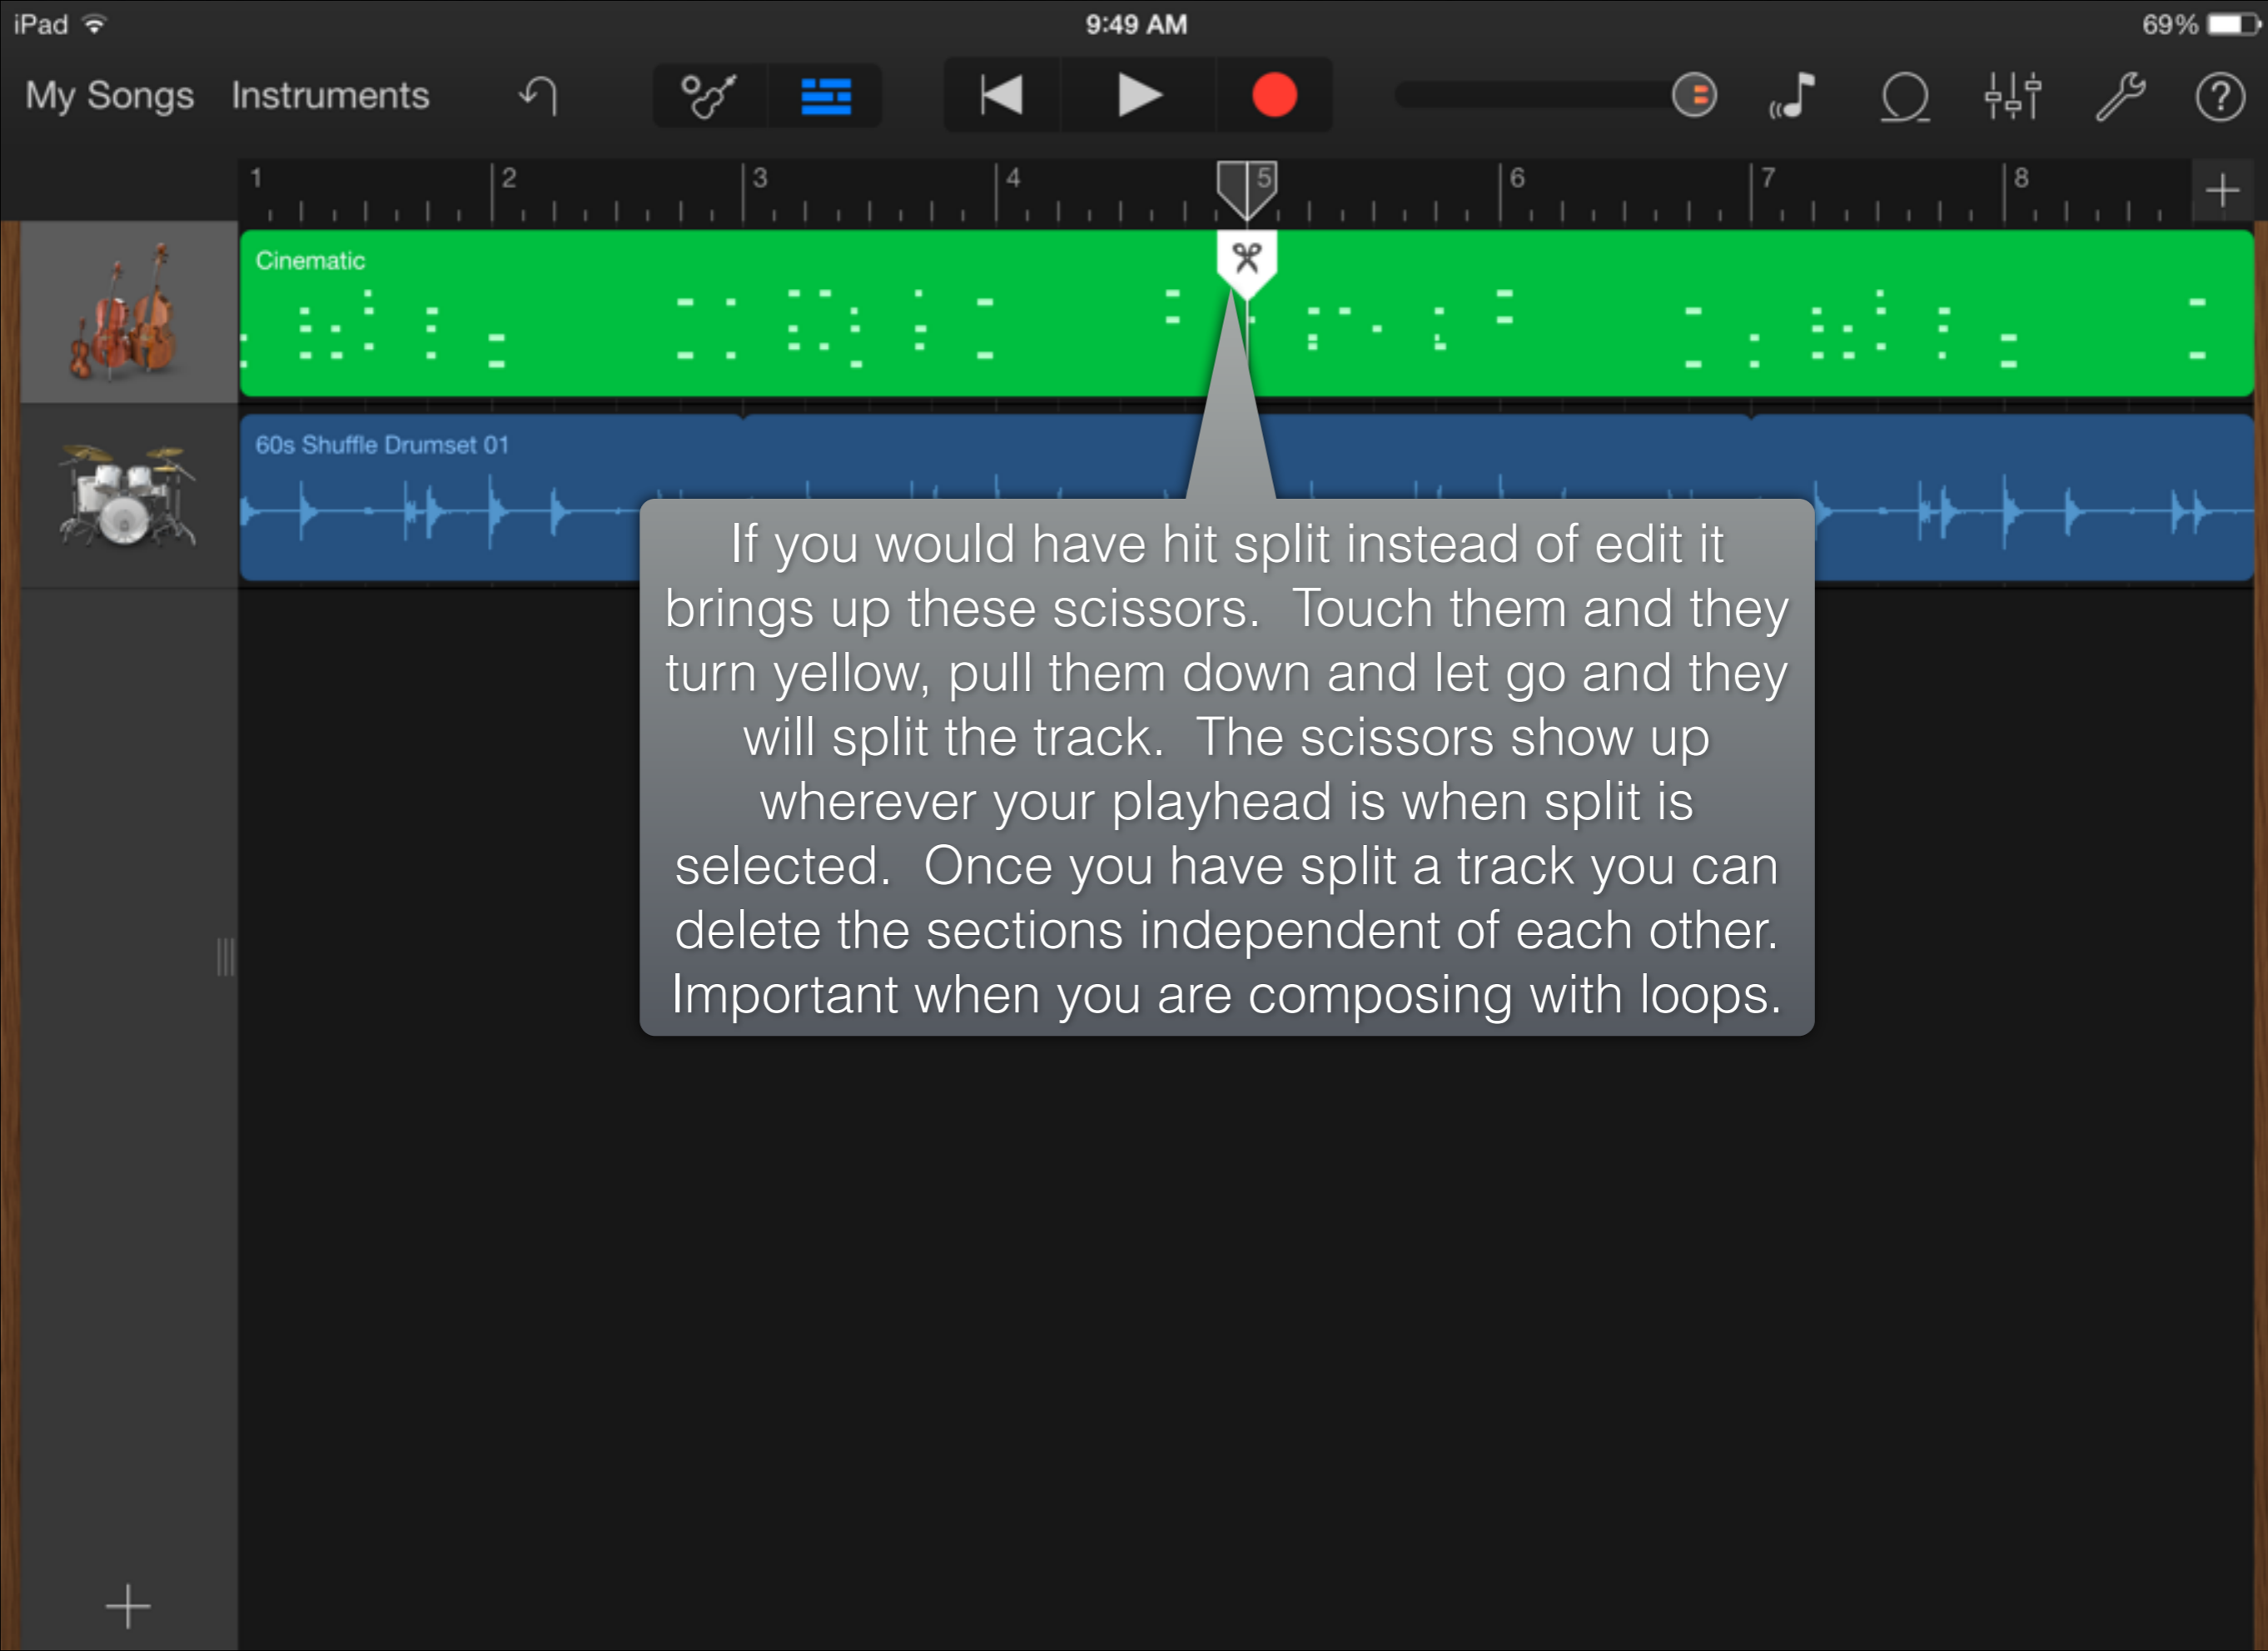 iPad 9:49 AM 69%
My Songs Instruments
1 2 3 4 5 6 7 8
Cinematic
60s Shuffle Drumset 01
If you would have hit split instead of edit it
brings up these scissors.  Touch them and they
turn yellow, pull them down and let go and they
will split the track.  The scissors show up
wherever your playhead is when split is
selected.  Once you have split a track you can
delete the sections independent of each other.
Important when you are composing with loops.